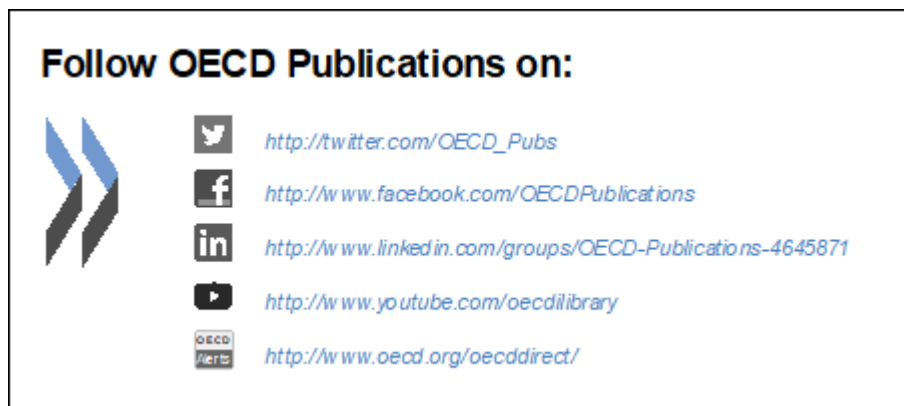 Follow OECD Publications on:
http://twitter.com/OECD_Pubs
http://www.facebook.com/OECDPublications
http://www.linkedin.com/groups/OECD-Publications-4645871
http://www.youtube.com/oecdilibrary
OECD
Alerts
http://www.oecd.org/oecddirect/